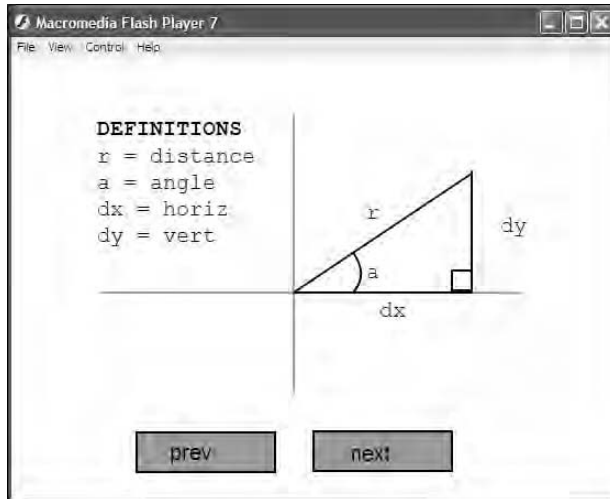 Macromedia Flash Player 7
File View Control Help
DEFINITIONS
r = distance
a = angle
dx = horiz
dy = vert
r
dy
a
dx
prev
next